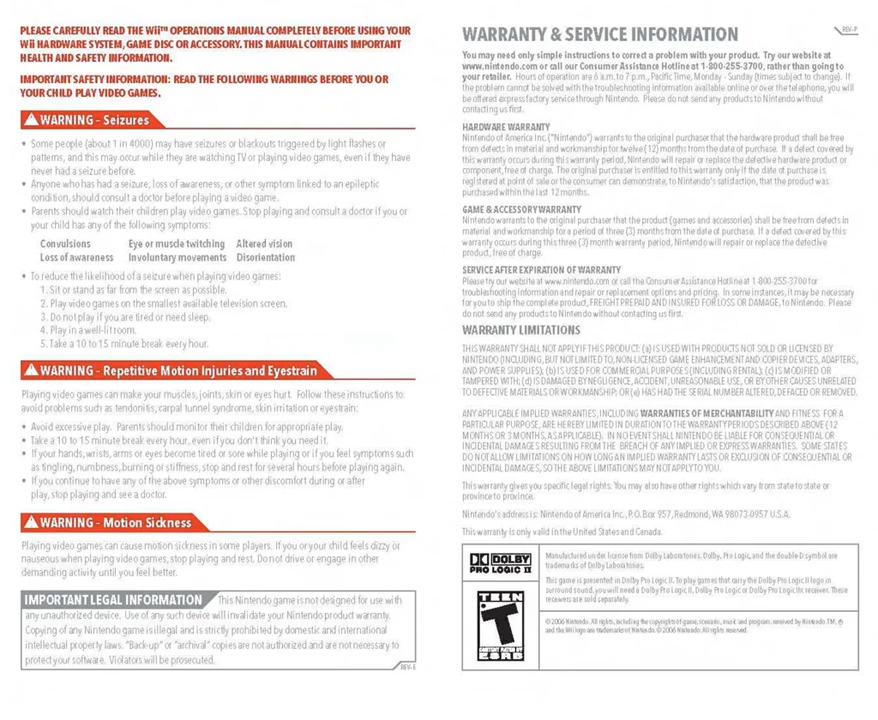 PLEASE CAREFULLY READ THE Wii™ OPERATIONS MANUAL COMPLETELY BEFORE USING YOUR
Wii HARDWARE SYSTEM, GAME DISC OR ACCESSORY. THIS MANUAL CONTAINS IMPORTANT
HEALTH AND SAFETY INFORMATION.
IMPORTANT SAFETY INFORMATION: READ THE FOLLOWING WARNINGS BEFORE YOU OR
YOUR CHILD PLAY VIDEO GAMES.
WARNING - Seizures
• Some people (about 1 in 4000) may have seizures or blackouts triggered by light flashes or
patterns, and this may occur while they are watching TV or playing video games, even if they have
never had a seizure before.
• Anyone who has had a seizure, loss of awareness, or other symptom linked to an epileptic
condition, should consult a doctor before playing a video game.
• Parents should watch their children play video games. Stop playing and consult a doctor if you or
your child has any of the following symptoms:
Convulsions Eye or muscle twitching Altered vision
Loss of awareness Involuntary movements Disorientation
• To reduce the likelihood of a seizure when playing video games:
1. Sit or stand as far from the screen as possible.
2. Play video games on the smallest available television screen.
3. Do not play if you are tired or need sleep.
4. Play in a well-lit room.
5. Take a 10 to 15 minute break every hour.
WARNING - Repetitive Motion Injuries and Eyestrain
Playing video games can make your muscles, joints, skin or eyes hurt. Follow these instructions to
avoid problems such as tendonitis, carpal tunnel syndrome, skin irritation or eyestrain:
• Avoid excessive play. Parents should monitor their children for appropriate play.
• Take a 10 to 15 minute break every hour, even if you don't think you need it.
• If your hands, wrists, arms or eyes become tired or sore while playing or if you feel symptoms such
as tingling, numbness, burning or stiffness, stop and rest for several hours before playing again.
• If you continue to have any of the above symptoms or other discomfort during or after
play, stop playing and see a doctor.
WARNING - Motion Sickness
Playing video games can cause motion sickness in some players. If you or your child feels dizzy or
nauseous when playing video games, stop playing and rest. Do not drive or engage in other
demanding activity until you feel better.
IMPORTANT LEGAL INFORMATION This Nintendo game is not designed for use with
any unauthorized device. Use of any such device will invalidate your Nintendo product warranty.
Copying of any Nintendo game is illegal and is strictly prohibited by domestic and international
intellectual property laws. "Back-up" or "archival" copies are not authorized and are not necessary to
protect your software. Violators will be prosecuted.
REV-E
WARRANTY & SERVICE INFORMATION
REV-P
You may need only simple instructions to correct a problem with your product. Try our website at
www.nintendo.com or call our Consumer Assistance Hotline at 1-800-255-3700, rather than going to
your retailer. Hours of operation are 6 a.m. to 7 p.m., Pacific Time, Monday - Sunday (times subject to change). If
the problem cannot be solved with the troubleshooting information available online or over the telephone, you will
be offered express factory service through Nintendo. Please do not send any products to Nintendo without
contacting us first.
HARDWARE WARRANTY
Nintendo of America Inc. ("Nintendo") warrants to the original purchaser that the hardware product shall be free
from defects in material and workmanship for twelve (12) months from the date of purchase. If a defect covered by
this warranty occurs during this warranty period, Nintendo will repair or replace the defective hardware product or
component, free of charge. The original purchaser is entitled to this warranty only if the date of purchase is
registered at point of sale or the consumer can demonstrate, to Nintendo's satisfaction, that the product was
purchased within the last 12 months.
GAME & ACCESSORY WARRANTY
Nintendo warrants to the original purchaser that the product (games and accessories) shall be free from defects in
material and workmanship for a period of three (3) months from the date of purchase. If a defect covered by this
warranty occurs during this three (3) month warranty period, Nintendo will repair or replace the defective
product, free of charge.
SERVICE AFTER EXPIRATION OF WARRANTY
Please try our website at www.nintendo.com or call the Consumer Assistance Hotline at 1-800-255-3700 for
troubleshooting information and repair or replacement options and pricing. In some instances, it may be necessary
for you to ship the complete product, FREIGHT PREPAID AND INSURED FOR LOSS OR DAMAGE, to Nintendo. Please
do not send any products to Nintendo without contacting us first.
WARRANTY LIMITATIONS
THIS WARRANTY SHALL NOT APPLY IF THIS PRODUCT: (a) IS USED WITH PRODUCTS NOT SOLD OR LICENSED BY
NINTENDO (INCLUDING, BUT NOT LIMITED TO, NON-LICENSED GAME ENHANCEMENT AND COPIER DEVICES, ADAPTERS,
AND POWER SUPPLIES); (b) IS USED FOR COMMERCIAL PURPOSES (INCLUDING RENTAL); (c) IS MODIFIED OR
TAMPERED WITH; (d) IS DAMAGED BY NEGLIGENCE, ACCIDENT, UNREASONABLE USE, OR BY OTHER CAUSES UNRELATED
TO DEFECTIVE MATERIALS OR WORKMANSHIP; OR (e) HAS HAD THE SERIAL NUMBER ALTERED, DEFACED OR REMOVED.
ANY APPLICABLE IMPLIED WARRANTIES, INCLUDING WARRANTIES OF MERCHANTABILITY AND FITNESS FOR A
PARTICULAR PURPOSE, ARE HEREBY LIMITED IN DURATION TO THE WARRANTY PERIODS DESCRIBED ABOVE (12
MONTHS OR 3 MONTHS, AS APPLICABLE). IN NO EVENT SHALL NINTENDO BE LIABLE FOR CONSEQUENTIAL OR
INCIDENTAL DAMAGES RESULTING FROM THE BREACH OF ANY IMPLIED OR EXPRESS WARRANTIES. SOME STATES
DO NOT ALLOW LIMITATIONS ON HOW LONG AN IMPLIED WARRANTY LASTS OR EXCLUSION OF CONSEQUENTIAL OR
INCIDENTAL DAMAGES, SO THE ABOVE LIMITATIONS MAY NOT APPLY TO YOU.
This warranty gives you specific legal rights. You may also have other rights which vary from state to state or
province to province.
Nintendo's address is: Nintendo of America Inc., P.O. Box 957, Redmond, WA 98073-0957 U.S.A.
This warranty is only valid in the United States and Canada.
DOLBY
PRO LOGIC II
Manufactured under license from Dolby Laboratories. Dolby, Pro Logic, and the double-D symbol are
trademarks of Dolby Laboratories.
This game is presented in Dolby Pro Logic II. To play games that carry the Dolby Pro Logic II logo in
surround sound, you will need a Dolby Pro Logic II, Dolby Pro Logic or Dolby Pro Logic IIx receiver. These
receivers are sold separately.
TEEN
T
CONTENT RATED BY
ESRB
© 2006 Nintendo. All rights, including the copyrights of game, scenario, music and program, reserved by Nintendo. TM, ®
and the Wii logo are trademarks of Nintendo. © 2006 Nintendo. All rights reserved.